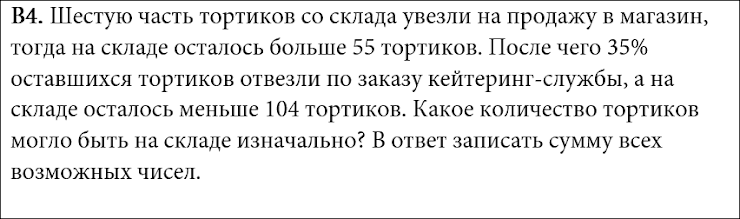 В4. Шестую часть тортиков со склада увезли на продажу в магазин,
тогда на складе осталось больше 55 тортиков. После чего 35%
оставшихся тортиков отвезли по заказу кейтеринг-службы, а на
складе осталось меньше 104 тортиков. Какое количество тортиков
могло быть на складе изначально? В ответ записать сумму всех
возможных чисел.